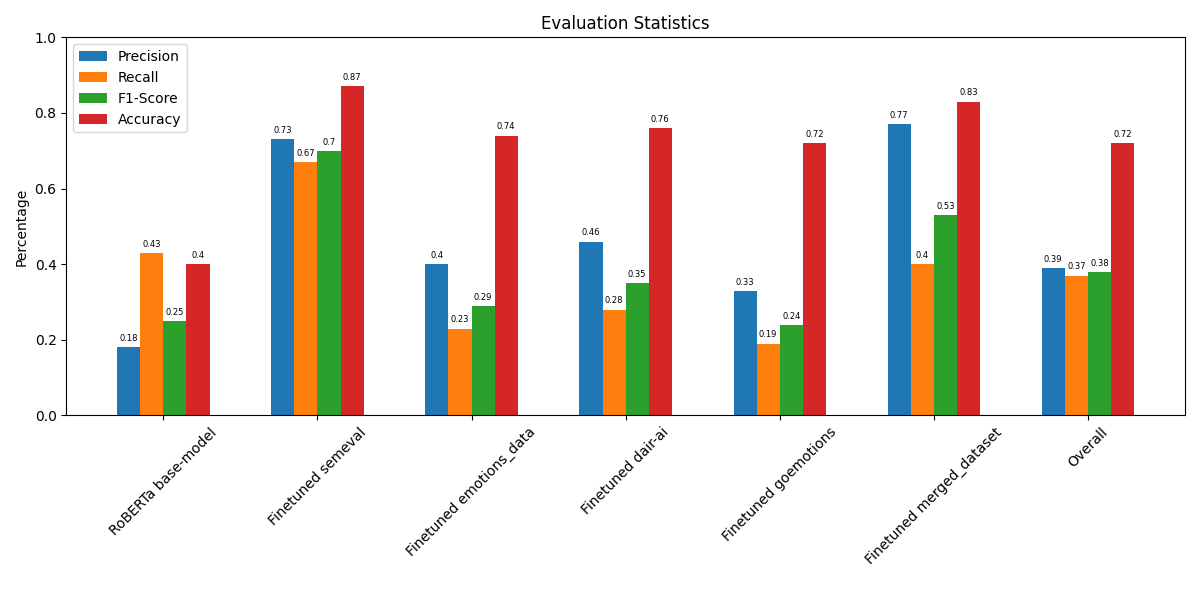 Evaluation Statistics
Precision
Recall
F1-Score
Accuracy
Percentage
1.0
0.8
0.6
0.4
0.2
0.0
0.18 0.43 0.25 0.4
0.73 0.67 0.7 0.87
0.4 0.23 0.29 0.74
0.46 0.28 0.35 0.76
0.33 0.19 0.24 0.72
0.77 0.4 0.53 0.83
0.39 0.37 0.38 0.72
RoBERTa base-model
Finetuned semeval
Finetuned emotions_data
Finetuned dair-ai
Finetuned goemotions
Finetuned merged_dataset
Overall